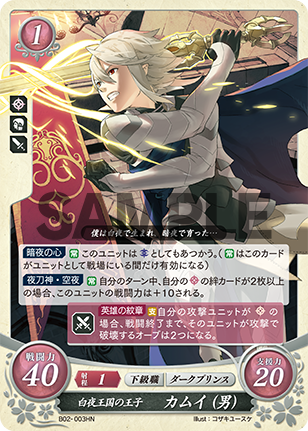 1
SAMPLE
僕は白夜で生まれ、暗夜で育った…
暗夜の心 常 このユニットは としてもあつかう。(常はこのカード
がユニットとして戦場にいる間だけ有効になる)
夜刀神・空夜 常 自分のターン中、自分の の絆カードが2枚以上
の場合、このユニットの戦闘力は+10される。
英雄の紋章 支 自分の攻撃ユニットが
の場合、戦闘終了まで、そのユニットが攻撃で
破壊するオーブは2つになる。
戦闘力
40
射程 1 下級職 ダークプリンス
白夜王国の王子 カムイ(男)
支援力
20
B02-003HN
Illust:コザキユースケ